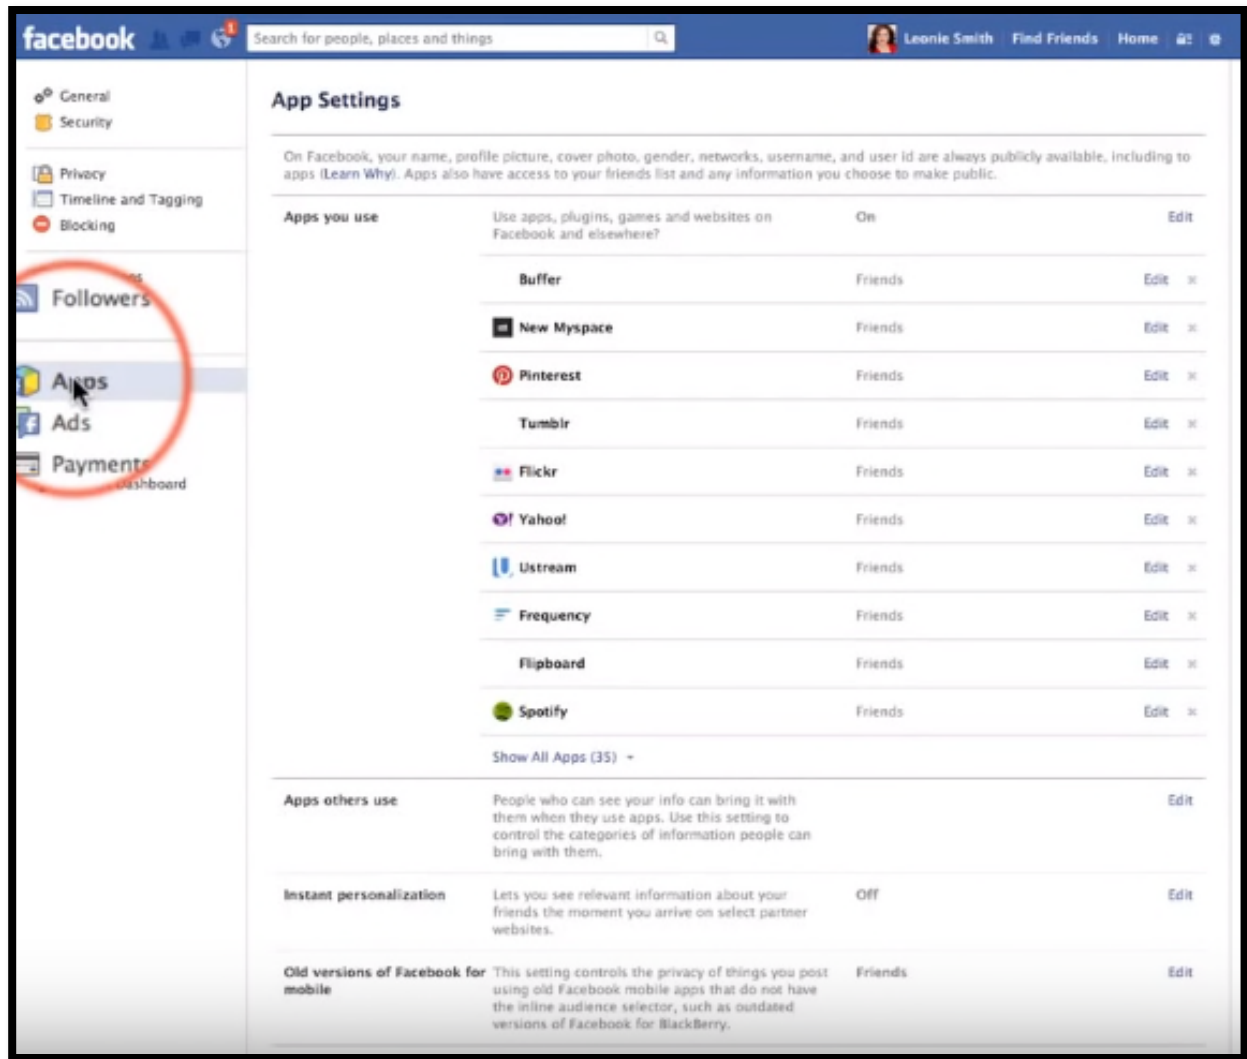 facebook
1
Search for people, places and things
Leonie Smith Find Friends Home
General
Security
Privacy
Timeline and Tagging
Blocking
Followers
Apps
Ads
Payments
Dashboard
App Settings
On Facebook, your name, profile picture, cover photo, gender, networks, username, and user id are always publicly available, including to
apps (Learn Why). Apps also have access to your friends list and any information you choose to make public.
Apps you use Use apps, plugins, games and websites on On Edit
Facebook and elsewhere?
Buffer Friends Edit ×
New Myspace Friends Edit ×
Pinterest Friends Edit ×
Tumblr Friends Edit ×
Flickr Friends Edit ×
Yahoo! Friends Edit ×
Ustream Friends Edit ×
Frequency Friends Edit ×
Flipboard Friends Edit ×
Spotify Friends Edit ×
Show All Apps (35)
Apps others use People who can see your info can bring it with Edit
them when they use apps. Use this setting to
control the categories of information people can
bring with them.
Instant personalization Lets you see relevant information about your Off Edit
friends the moment you arrive on select partner
websites.
Old versions of Facebook for This setting controls the privacy of things you post Friends Edit
mobile using old Facebook mobile apps that do not have
the inline audience selector, such as outdated
versions of Facebook for BlackBerry.